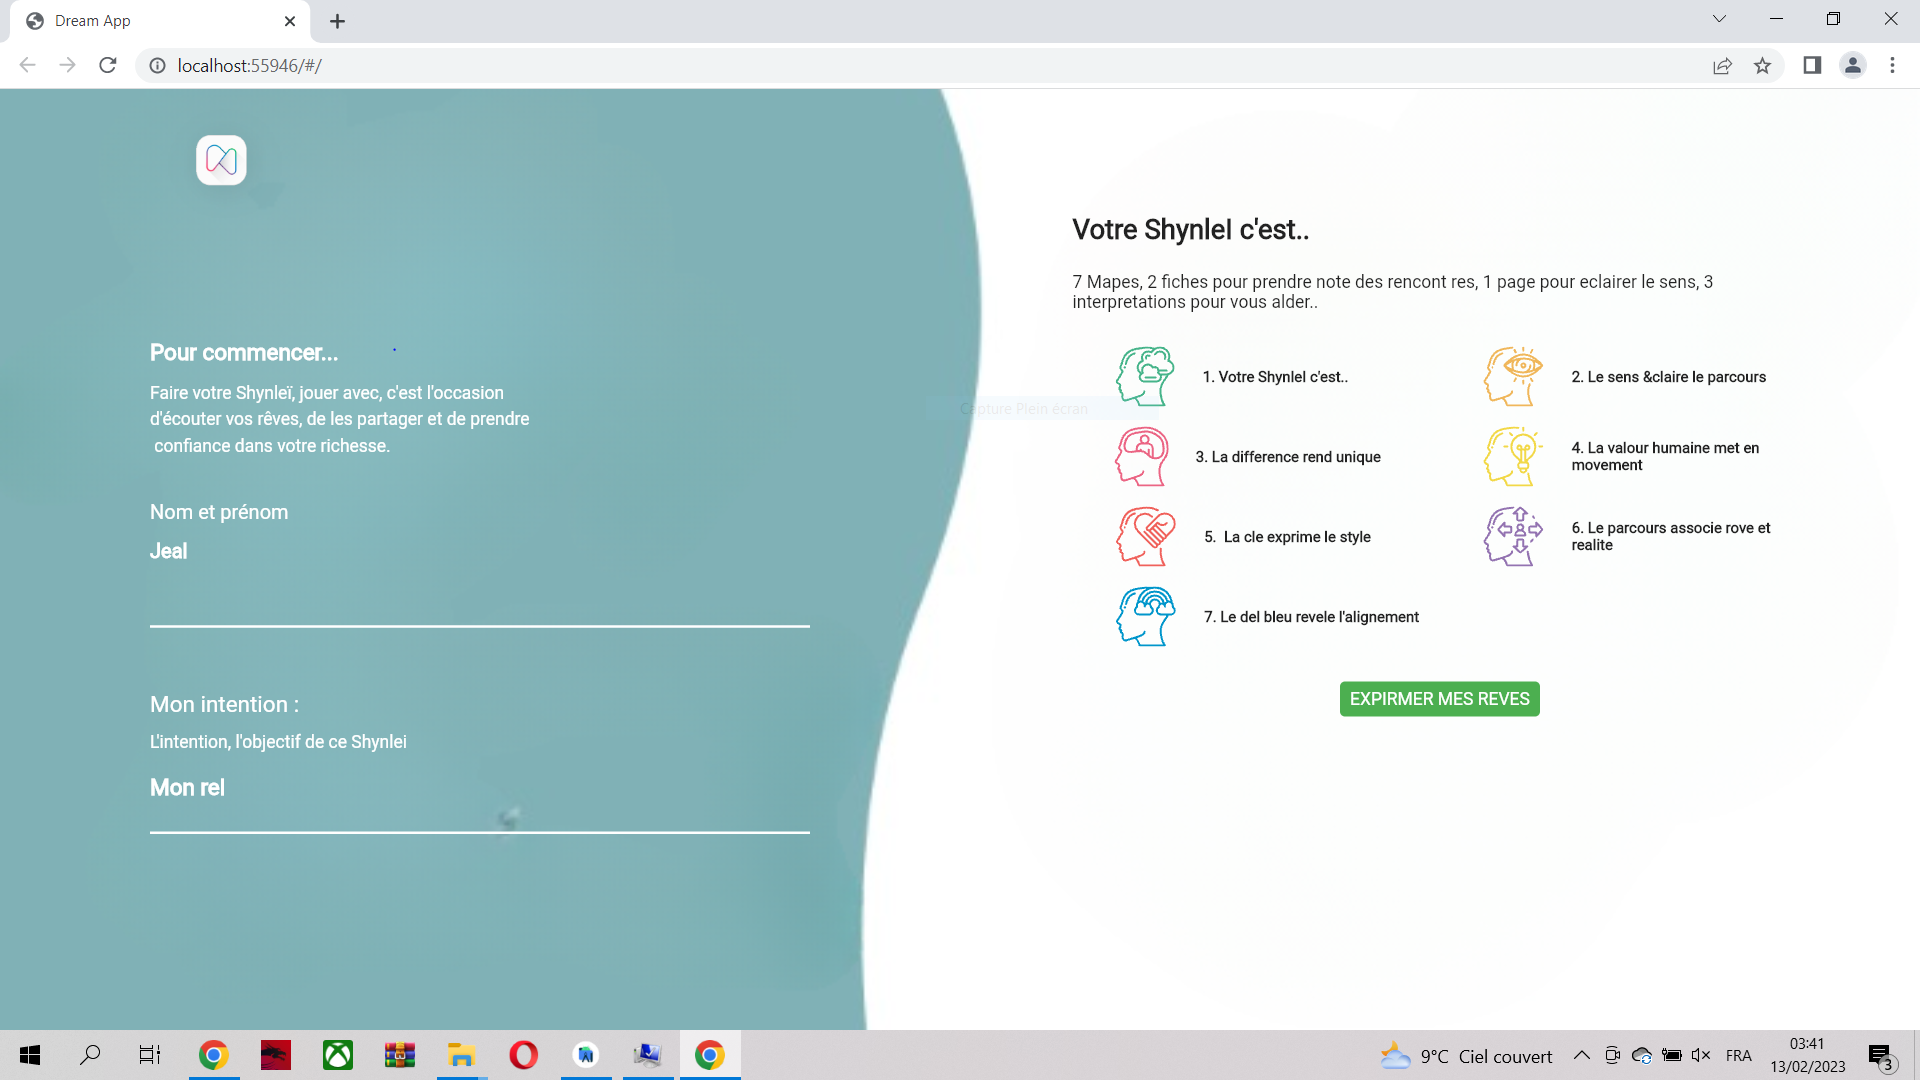 Dream App
localhost:55946/#/
Pour commencer...
Faire votre Shynleï, jouer avec, c'est l'occasion
d'écouter vos rêves, de les partager et de prendre
confiance dans votre richesse.
Nom et prénom
Jeal
Mon intention :
L'intention, l'objectif de ce Shynlei
Mon rel
Votre Shynlel c'est..
7 Mapes, 2 fiches pour prendre note des rencont res, 1 page pour eclairer le sens, 3
interpretations pour vous alder..
Capture Plein écran
1. Votre Shynlel c'est..
2. Le sens &claire le parcours
3. La difference rend unique
4. La valour humaine met en
movement
5. La cle exprime le style
6. Le parcours associe rove et
realite
7. Le del bleu revele l'alignement
EXPIRMER MES REVES
9°C Ciel couvert
FRA
03:41
13/02/2023
3